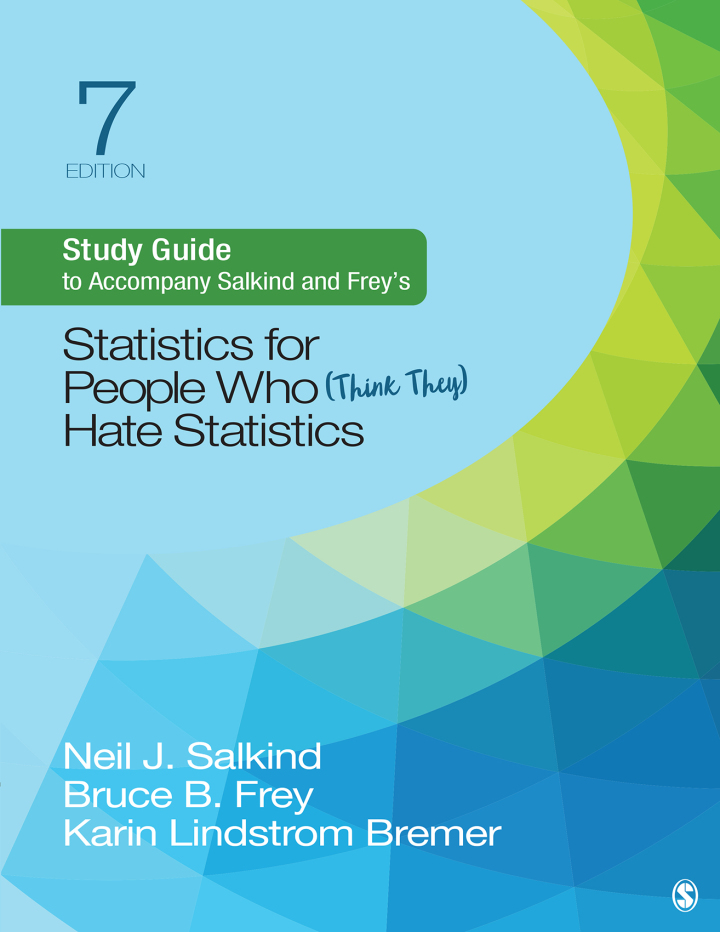 7
EDITION
Study Guide
to Accompany Salkind and Frey's
Statistics for
People Who (Think They)
Hate Statistics
Neil J. Salkind
Bruce B. Frey
Karin Lindstrom Bremer
S